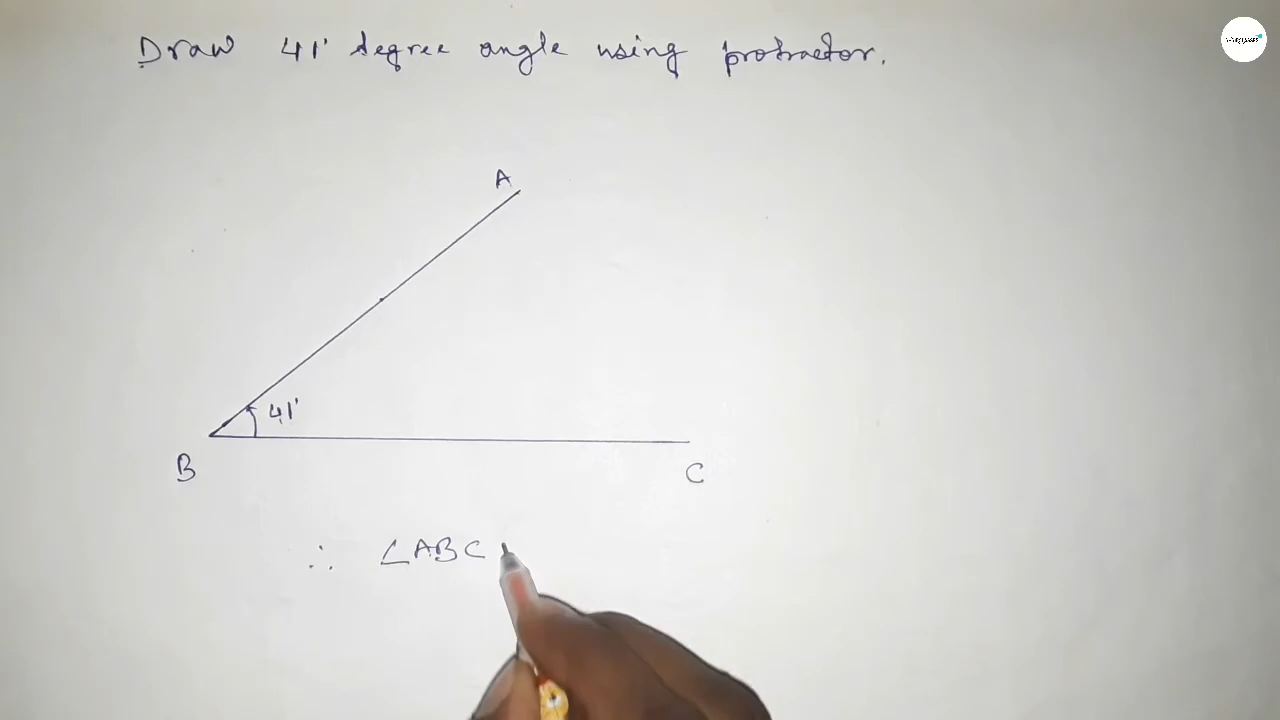 Draw 41' degree angle using protractor.
A
41'
B
C
∴ ∠ABC